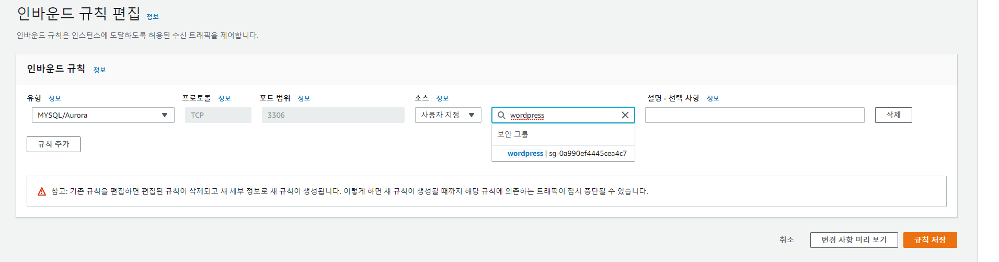 인바운드 규칙 편집 정보
인바운드 규칙은 인스턴스에 도달하도록 허용된 수신 트래픽을 제어합니다.
인바운드 규칙 정보
유형 정보 프로토콜 정보 포트 범위 정보 소스 정보 설명 - 선택 사항 정보
MYSQL/Aurora TCP 3306 사용자 지정 wordpress 삭제
보안 그룹
규칙 추가
wordpress | sg-0a990ef4445cea4c7
참고: 기존 규칙을 편집하면 편집된 규칙이 삭제되고 새 세부 정보로 새 규칙이 생성됩니다. 이렇게 하면 새 규칙이 생성될 때까지 해당 규칙에 의존하는 트래픽이 잠시 중단될 수 있습니다.
취소 변경 사항 미리 보기 규칙 저장